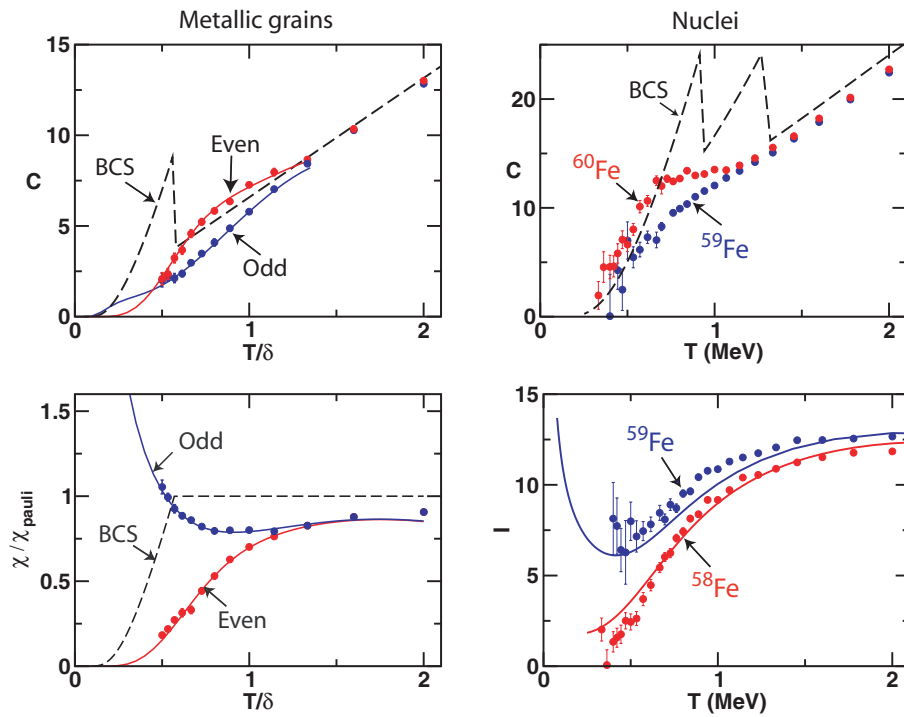 Metallic grains
Nuclei
15
10
5
0
C
BCS
Even
Odd
0
1
2
T/δ
20
10
0
C
BCS
60Fe
59Fe
0
1
2
T (MeV)
1.5
1
0.5
0
χ/χpauli
Odd
BCS
Even
0
1
2
T/δ
15
10
5
0
I
59Fe
58Fe
0
1
2
T (MeV)